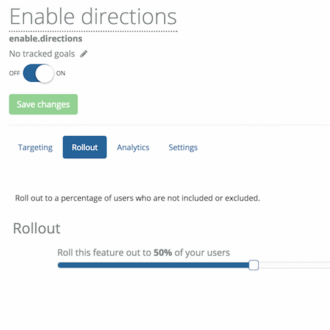 Enable directions
enable.directions
No tracked goals
OFF ON
Save changes
Targeting Rollout Analytics Settings
Roll out to a percentage of users who are not included or excluded.
Rollout
Roll this feature out to 50% of your users